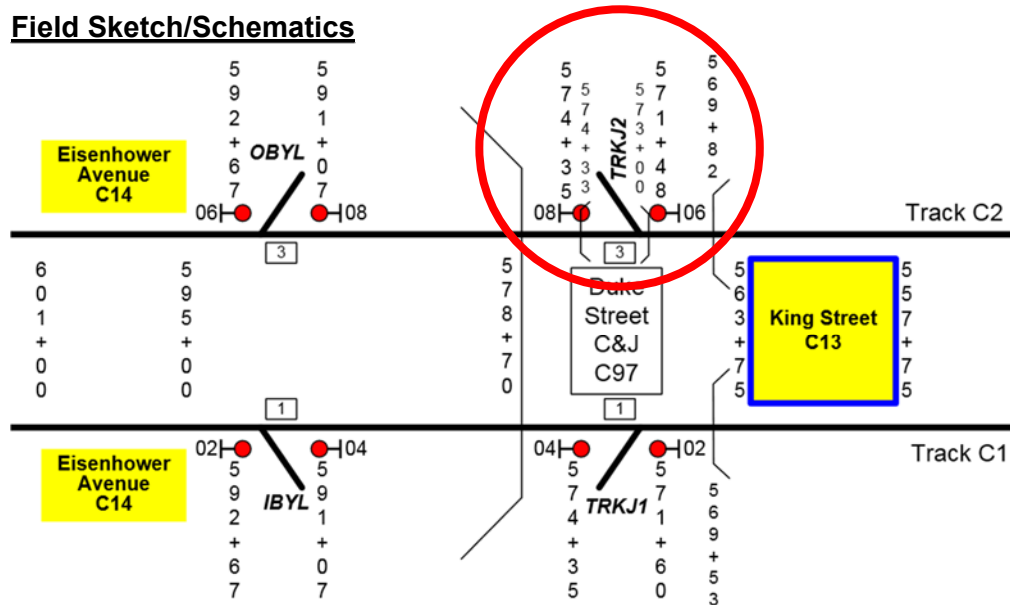 Field Sketch/Schematics
592+67
591+07
574+35
574+33
TRKJ2
573+00
571+48
569+82
Eisenhower
Avenue
C14
OBYL
06
08
08
06
Track C2
3
3
601+00
595+00
578+70
Duke
Street
C&J
C97
563+75
King Street
C13
557+75
1
1
Eisenhower
Avenue
C14
02
04
04
02
Track C1
592+67
IBYL
591+07
574+35
TRKJ1
571+60
569+53